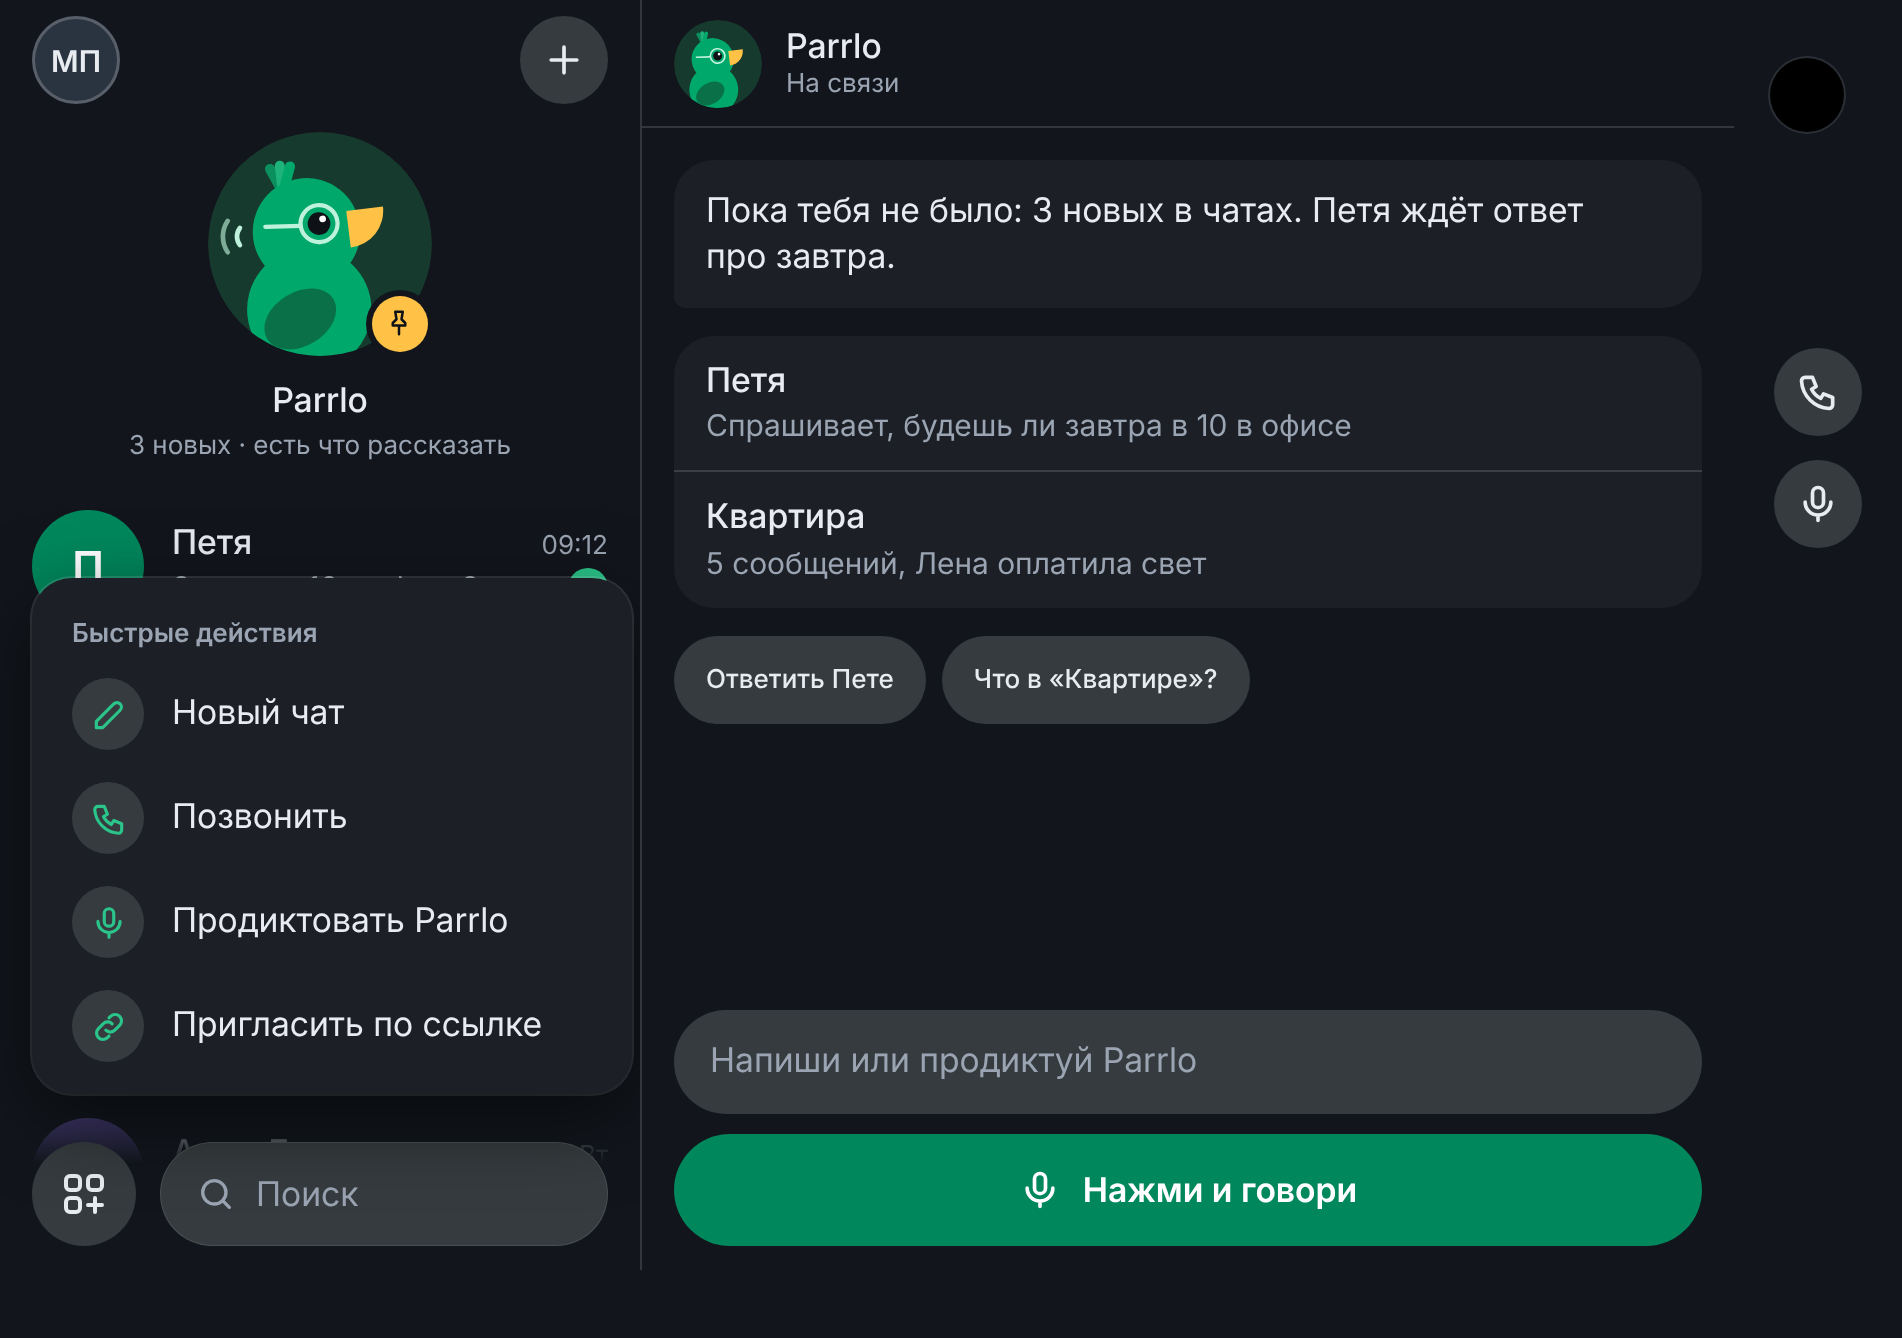 МП
Parrlo
3 новых · есть что рассказать
Петя
09:12
Быстрые действия
Новый чат
Позвонить
Продиктовать Parrlo
Пригласить по ссылке
Поиск
Parrlo
На связи
Пока тебя не было: 3 новых в чатах. Петя ждёт ответ
про завтра.
Петя
Спрашивает, будешь ли завтра в 10 в офисе
Квартира
5 сообщений, Лена оплатила свет
Ответить Пете
Что в «Квартире»?
Напиши или продиктуй Parrlo
Нажми и говори